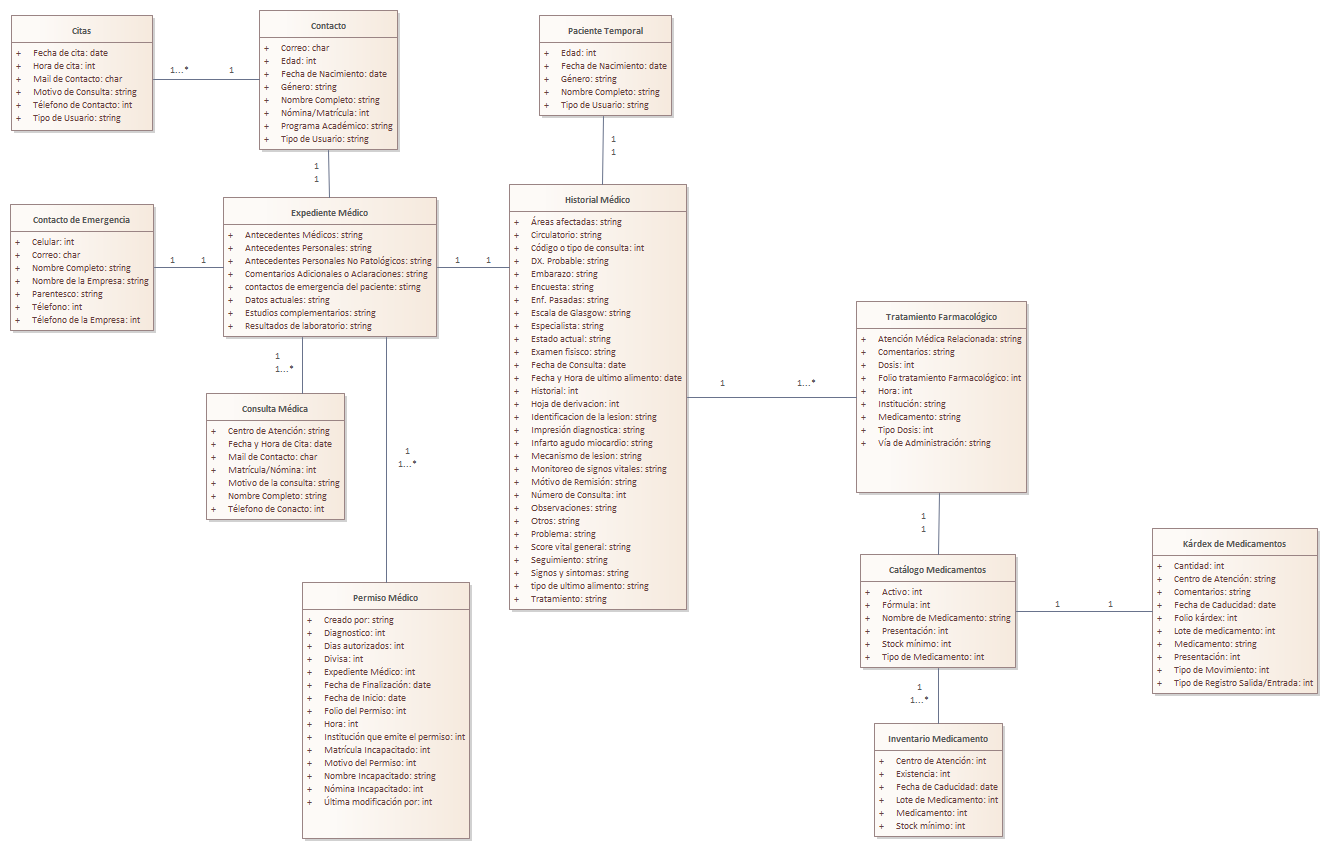 Citas
+ Fecha de cita: date
+ Hora de cita: int
+ Mail de Contacto: char
+ Motivo de Consulta: string
+ Télefono de Contacto: int
+ Tipo de Usuario: string
1...*
1
Contacto
+ Correo: char
+ Edad: int
+ Fecha de Nacimiento: date
+ Género: string
+ Nombre Completo: string
+ Nómina/Matrícula: int
+ Programa Académico: string
+ Tipo de Usuario: string
1
1
Paciente Temporal
+ Edad: int
+ Fecha de Nacimiento: date
+ Género: string
+ Nombre Completo: string
+ Tipo de Usuario: string
1
1
Contacto de Emergencia
+ Celular: int
+ Correo: char
+ Nombre Completo: string
+ Nombre de la Empresa: string
+ Parentesco: string
+ Télefono: int
+ Télefono de la Empresa: int
1
1
Expediente Médico
+ Antecedentes Médicos: string
+ Antecedentes Personales: string
+ Antecedentes Personales No Patológicos: string
+ Comentarios Adicionales o Aclaraciones: string
+ contactos de emergencia del paciente: stirng
+ Datos actuales: string
+ Estudios complementarios: string
+ Resultados de laboratorio: string
1
1
Historial Médico
+ Áreas afectadas: string
+ Circulatorio: string
+ Código o tipo de consulta: int
+ DX. Probable: string
+ Embarazo: string
+ Encuesta: string
+ Enf. Pasadas: string
+ Escala de Glasgow: string
+ Especialista: string
+ Estado actual: string
+ Examen fisisco: string
+ Fecha de Consulta: date
+ Fecha y Hora de ultimo alimento: date
+ Historial: int
+ Hoja de derivacion: int
+ Identificacion de la lesion: string
+ Impresión diagnostica: string
+ Infarto agudo miocardio: string
+ Mecanismo de lesion: string
+ Monitoreo de signos vitales: string
+ Mótivo de Remisión: string
+ Número de Consulta: int
+ Observaciones: string
+ Otros: string
+ Problema: string
+ Score vital general: string
+ Seguimiento: string
+ Signos y sintomas: string
+ tipo de ultimo alimento: string
+ Tratamiento: string
1
1...*
Tratamiento Farmacológico
+ Atención Médica Relacionada: string
+ Comentarios: string
+ Dosis: int
+ Folio tratamiento Farmacológico: int
+ Hora: int
+ Institución: string
+ Medicamento: string
+ Tipo Dosis: int
+ Vía de Administración: string
1
1
1
1...*
Consulta Médica
+ Centro de Atención: string
+ Fecha y Hora de Cita: date
+ Mail de Contacto: char
+ Matrícula/Nómina: int
+ Motivo de la consulta: string
+ Nombre Completo: string
+ Télefono de Conacto: int
1
1...*
Permiso Médico
+ Creado por: string
+ Diagnostico: int
+ Dias autorizados: int
+ Divisa: int
+ Expediente Médico: int
+ Fecha de Finalización: date
+ Fecha de Inicio: date
+ Folio del Permiso: int
+ Hora: int
+ Institución que emite el permiso: int
+ Matrícula Incapacitado: int
+ Motivo del Permiso: int
+ Nombre Incapacitado: string
+ Nómina Incapacitado: int
+ Última modificación por: int
Catálogo Medicamentos
+ Activo: int
+ Fórmula: int
+ Nombre de Medicamento: string
+ Presentación: int
+ Stock mínimo: int
+ Tipo de Medicamento: int
1
1
Kárdex de Medicamentos
+ Cantidad: int
+ Centro de Atención: string
+ Comentarios: string
+ Fecha de Caducidad: date
+ Folio kárdex: int
+ Lote de medicamento: int
+ Medicamento: string
+ Presentación: int
+ Tipo de Movimiento: int
+ Tipo de Registro Salida/Entrada: int
1
1...*
Inventario Medicamento
+ Centro de Atención: int
+ Existencia: int
+ Fecha de Caducidad: date
+ Lote de Medicamento: int
+ Medicamento: int
+ Stock mínimo: int